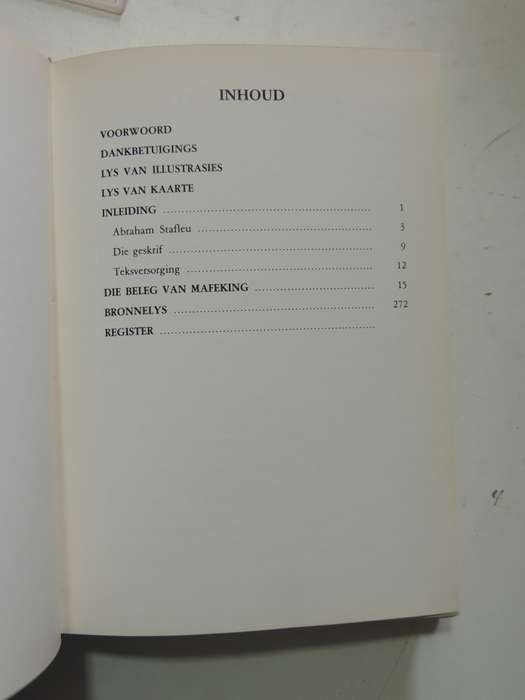 INHOUD
VOORWOORD
DANKBETUIGINGS
LYS VAN ILLUSTRASIES
LYS VAN KAARTE
INLEIDING ........................................................ 1
Abraham Stafleu ............................................... 3
Die geskrif ....................................................... 9
Teksversorging .................................................. 12
DIE BELEG VAN MAFEKING ................................ 15
BRONNELYS ...................................................... 272
REGISTER ..........................................................